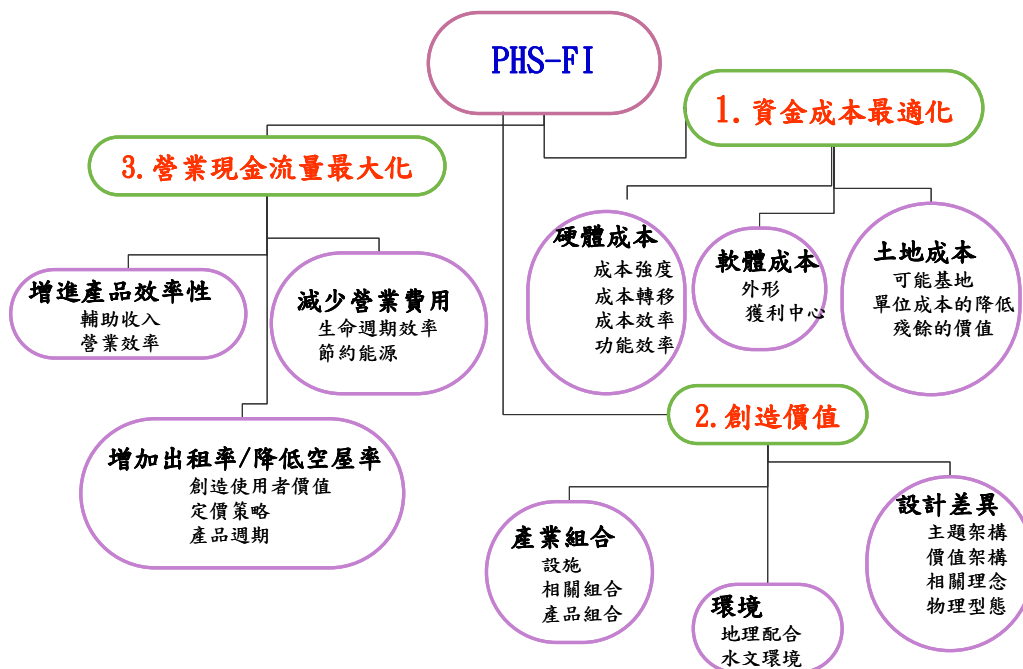 PHS-FI
1.資金成本最適化
硬體成本
成本強度
成本轉移
成本效率
功能效率
軟體成本
外形
獲利中心
土地成本
可能基地
單位成本的降低
殘餘的價值
2.創造價值
產業組合
設施
相關組合
產品組合
環境
地理配合
水文環境
設計差異
主題架構
價值架構
相關理念
物理型態
3.營業現金流量最大化
增進產品效率性
輔助收入
營業效率
減少營業費用
生命週期效率
節約能源
增加出租率/降低空屋率
創造使用者價值
定價策略
產品週期